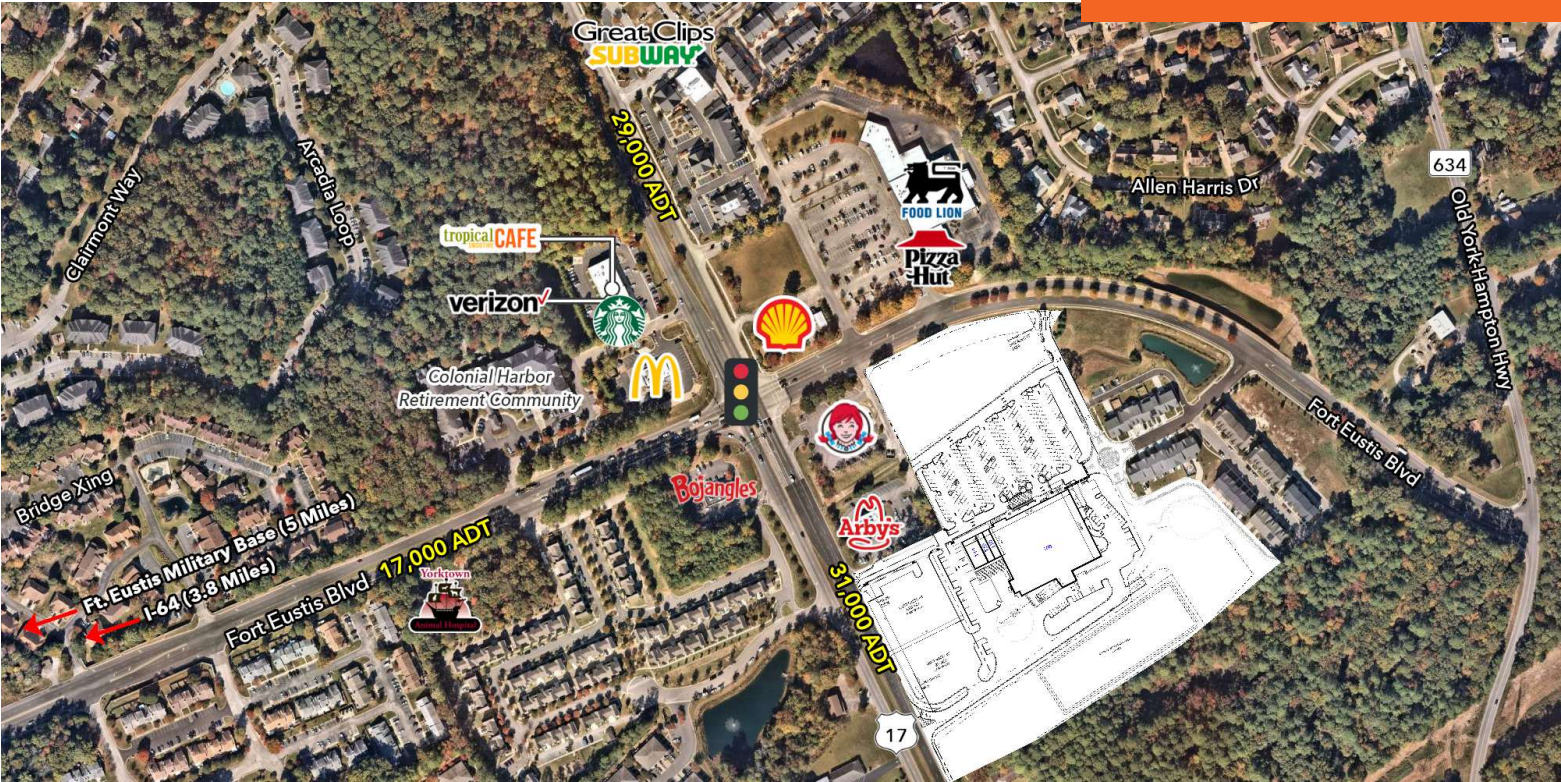 Great Clips
SUBWAY
29,000 ADT
Clairmont Way
Arcadia Loop
tropical CAFE
SMOOTHIE
verizon
FOOD LION
Pizza
Hut
Allen Harris Dr
634
Old York-Hampton Hwy
Colonial Harbor
Retirement Community
Bojangles
Arby's
Fort Eustis Blvd
Bridge Xing
Ft. Eustis Military Base (5 Miles)
I-64 (3.8 Miles)
Fort Eustis Blvd
17,000 ADT
Yorktown
Animal Hospital
31,000 ADT
17